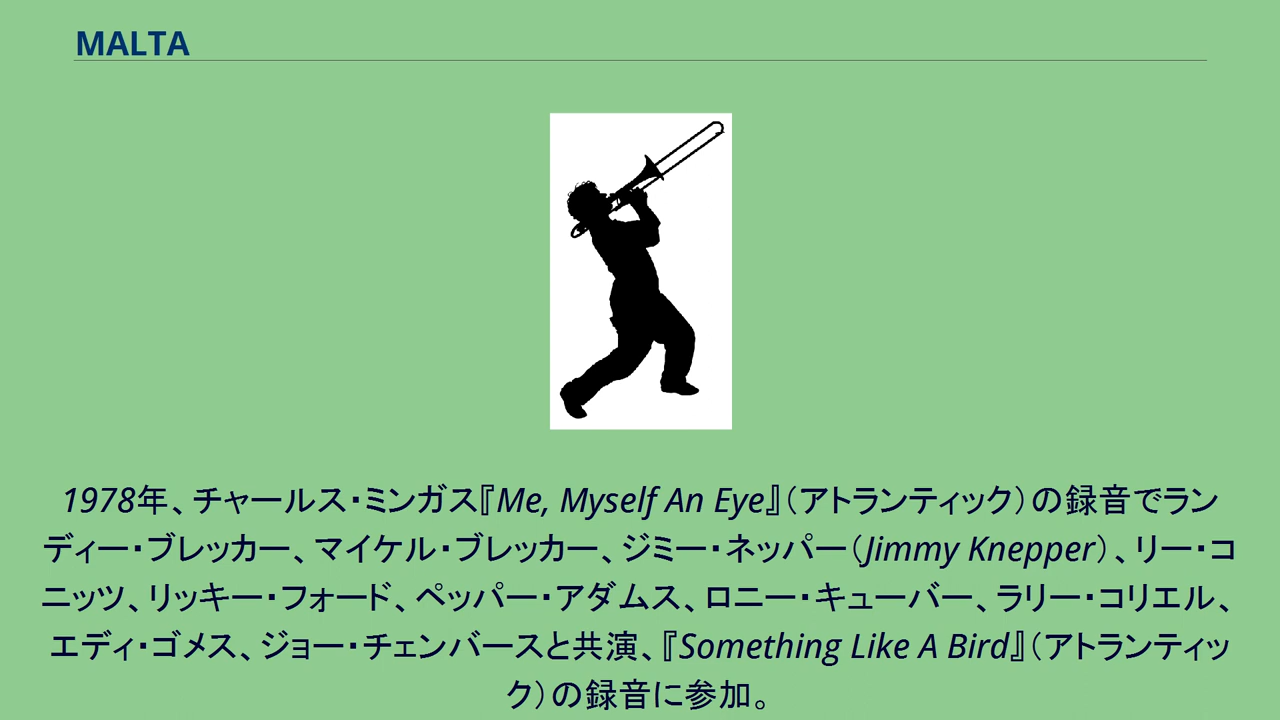 MALTA
1978年、チャールス・ミンガス『Me, Myself An Eye』（アトランティック）の録音でラン
ディー・ブレッカー、マイケル・ブレッカー、ジミー・ネッパー（Jimmy Knepper）、リー・コ
ニッツ、リッキー・フォード、ペッパー・アダムス、ロニー・キューバー、ラリー・コリエル、
エディ・ゴメス、ジョー・チェンバースと共演、『Something Like A Bird』（アトランティッ
ク）の録音に参加。